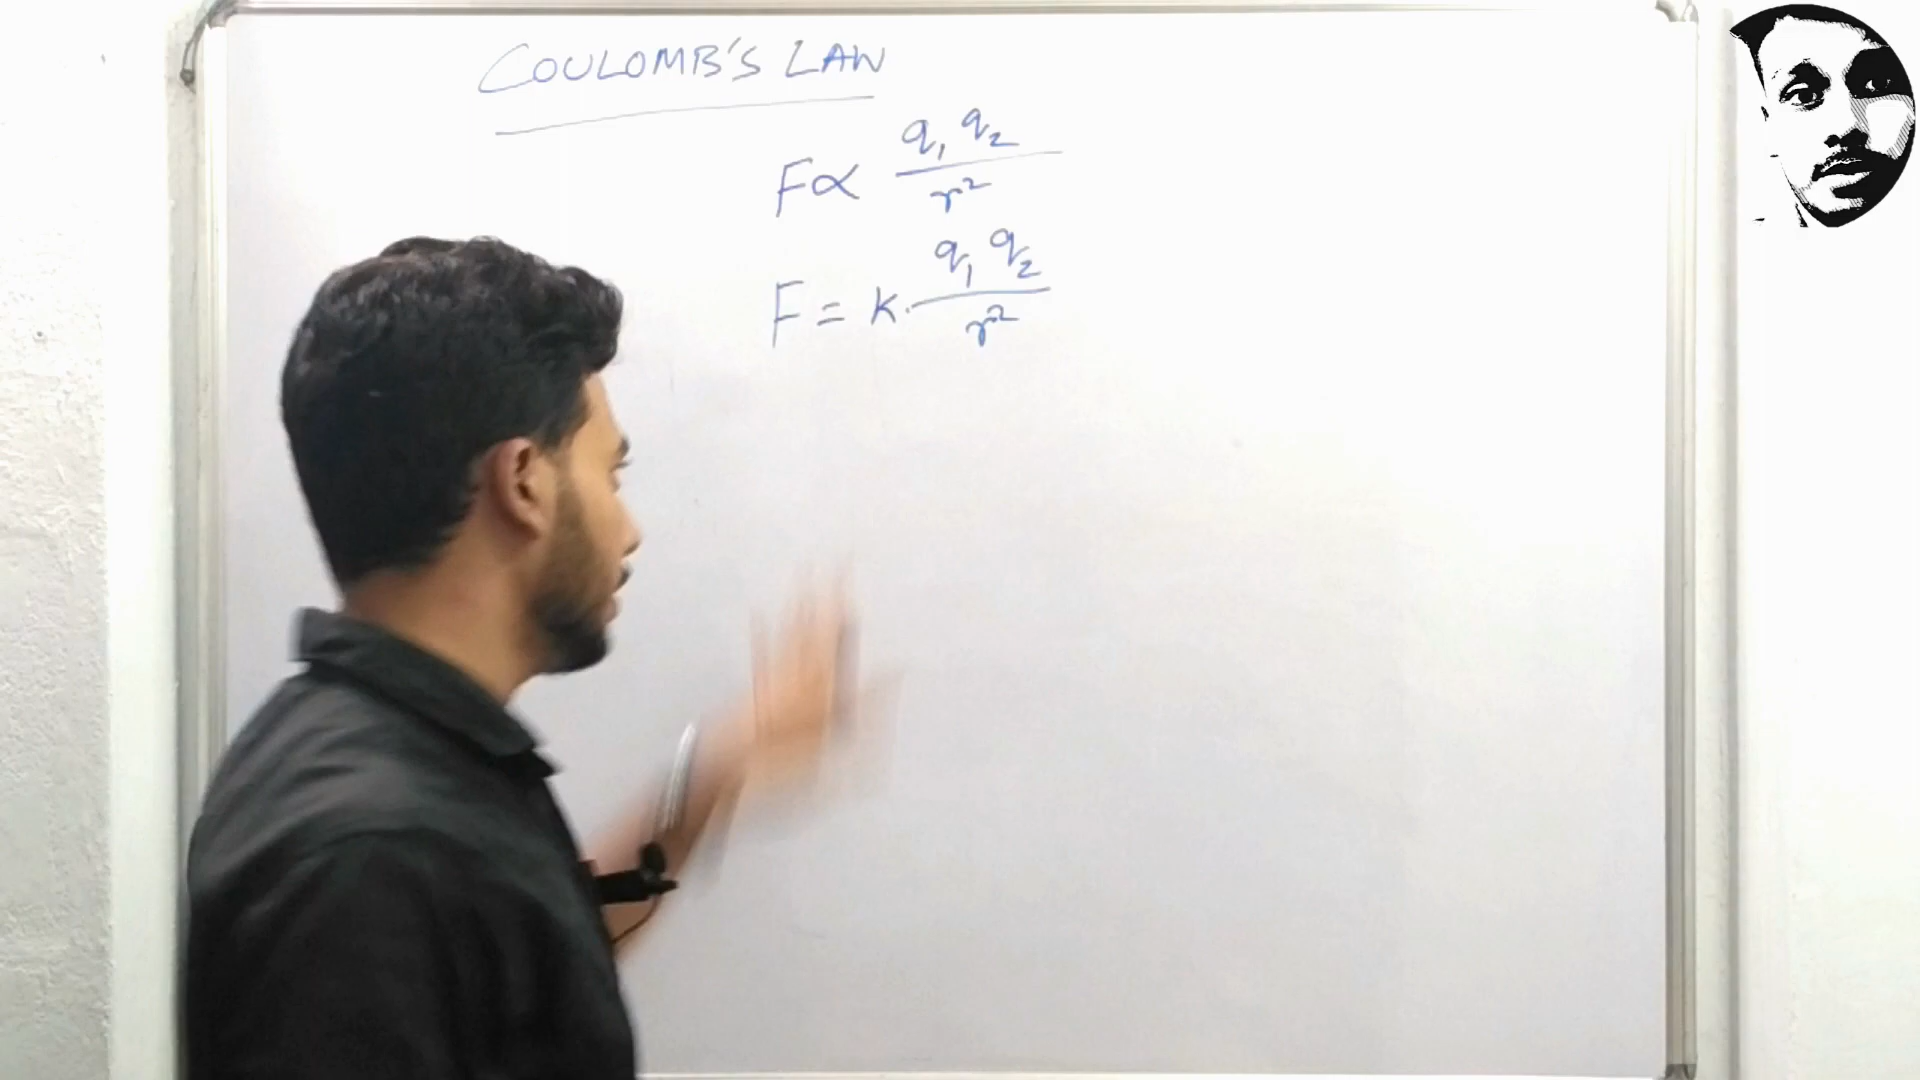 COULOMB'S LAW
F ∝ q₁ q₂ / r²
F = k. q₁ q₂ / r²